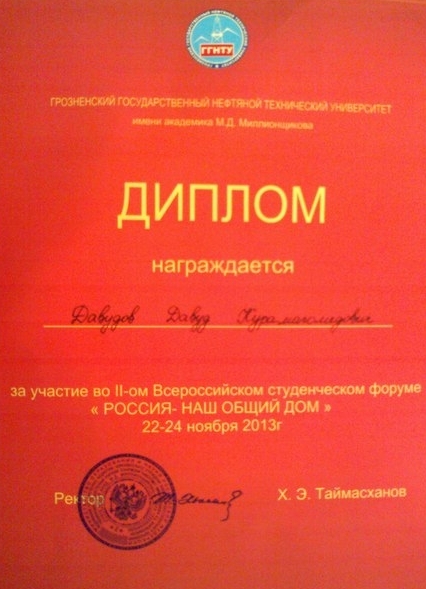 ГГНТУ
ГРОЗНЕНСКИЙ ГОСУДАРСТВЕННЫЙ НЕФТЯНОЙ ТЕХНИЧЕСКИЙ УНИВЕРСИТЕТ
имени академика М.Д. Миллионщикова
ДИПЛОМ
награждается
Давудов Давуд Курамагомедович
за участие во II-ом Всероссийском студенческом форуме
« РОССИЯ- НАШ ОБЩИЙ ДОМ »
22-24 ноября 2013г
Ректор Х. Э. Таймасханов